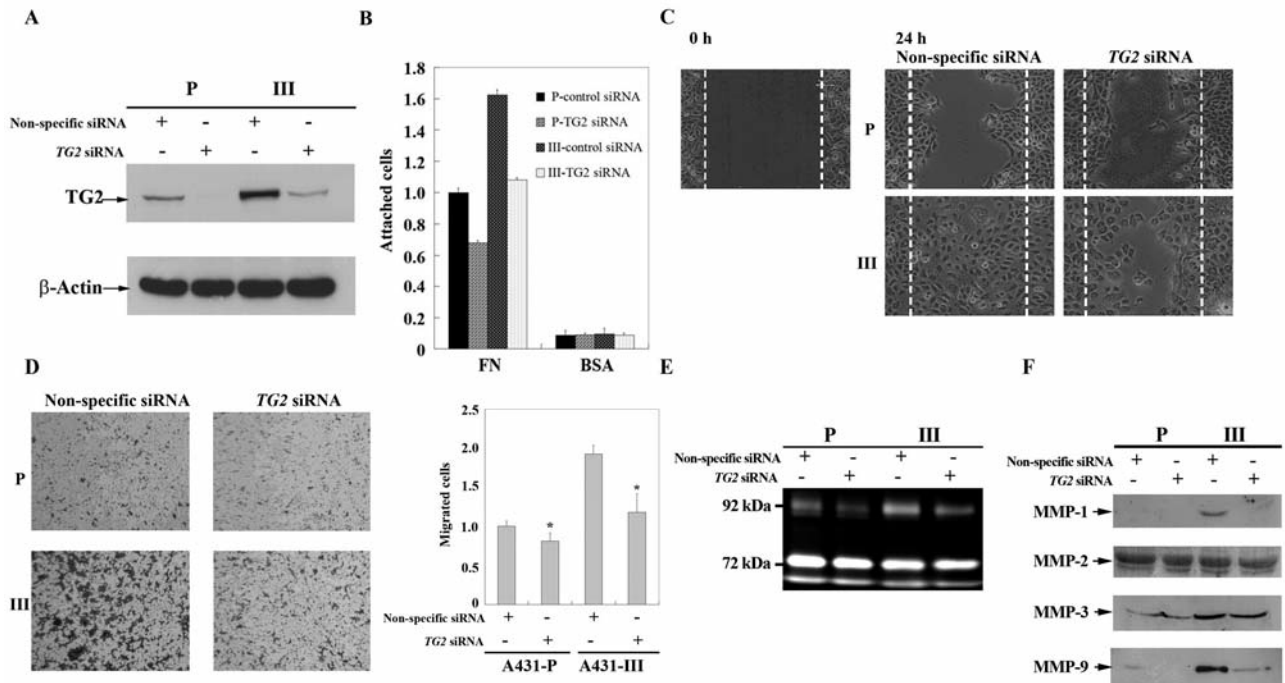 A
P III
Non-specific siRNA + - + -
TG2 siRNA - + - +
TG2
β-Actin
B
Attached cells
1.8
1.6
1.4
1.2
1.0
0.8
0.6
0.4
0.2
0
P-control siRNA
P-TG2 siRNA
III-control siRNA
III-TG2 siRNA
FN BSA
C
0 h
24 h
Non-specific siRNA TG2 siRNA
P
III
D
Non-specific siRNA TG2 siRNA
P
III
Migrated cells
2.5
2.0
1.5
1.0
0.5
0
* *
Non-specific siRNA + - + -
TG2 siRNA - + - +
A431-P A431-III
E
P III
Non-specific siRNA + - + -
TG2 siRNA - + - +
92 kDa
72 kDa
F
P III
Non-specific siRNA + - + -
TG2 siRNA - + - +
MMP-1
MMP-2
MMP-3
MMP-9